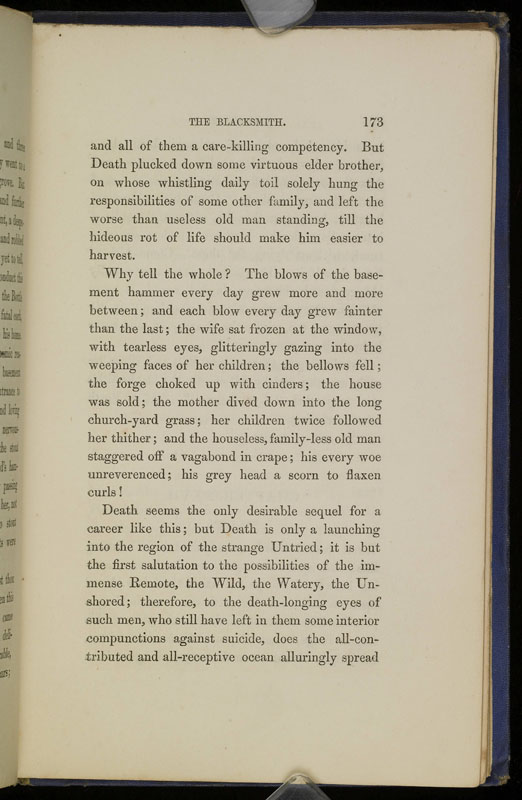 THE BLACKSMITH. 173
and all of them a care-killing competency. But
Death plucked down some virtuous elder brother,
on whose whistling daily toil solely hung the
responsibilities of some other family, and left the
worse than useless old man standing, till the
hideous rot of life should make him easier to
harvest.
Why tell the whole? The blows of the base-
ment hammer every day grew more and more
between; and each blow every day grew fainter
than the last; the wife sat frozen at the window,
with tearless eyes, glitteringly gazing into the
weeping faces of her children; the bellows fell;
the forge choked up with cinders; the house
was sold; the mother dived down into the long
church-yard grass; her children twice followed
her thither; and the houseless, family-less old man
staggered off a vagabond in crape; his every woe
unreverenced; his grey head a scorn to flaxen
curls!
Death seems the only desirable sequel for a
career like this; but Death is only a launching
into the region of the strange Untried; it is but
the first salutation to the possibilities of the im-
mense Remote, the Wild, the Watery, the Un-
shored; therefore, to the death-longing eyes of
such men, who still have left in them some interior
compunctions against suicide, does the all-con-
tributed and all-receptive ocean alluringly spread